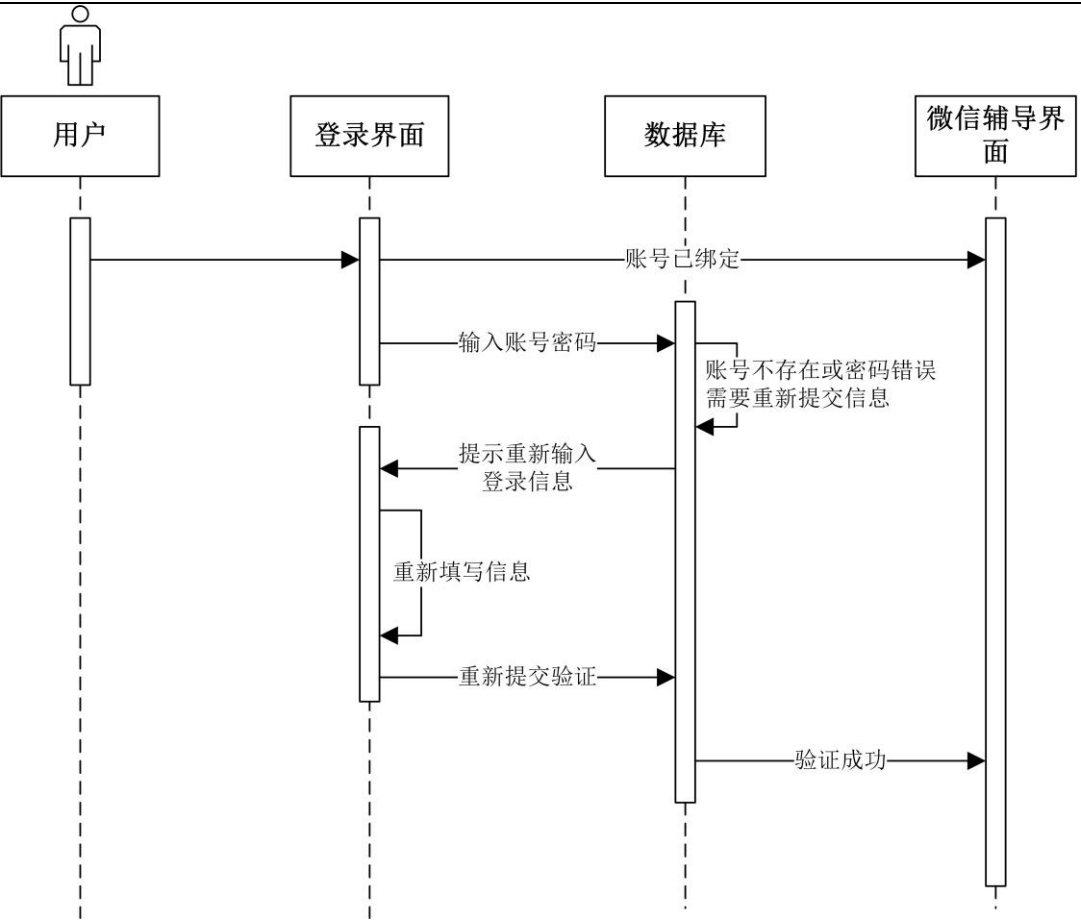 用户
登录界面
数据库
微信辅导界
面
账号已绑定
输入账号密码
账号不存在或密码错误
需要重新提交信息
提示重新输入
登录信息
重新填写信息
重新提交验证
验证成功